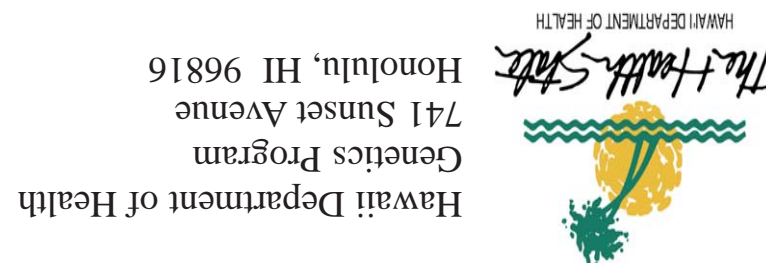 Hawaii Department of Health
Genetics Program
741 Sunset Avenue
Honolulu, HI 96816
The Health State
HAWAI'I DEPARTMENT OF HEALTH